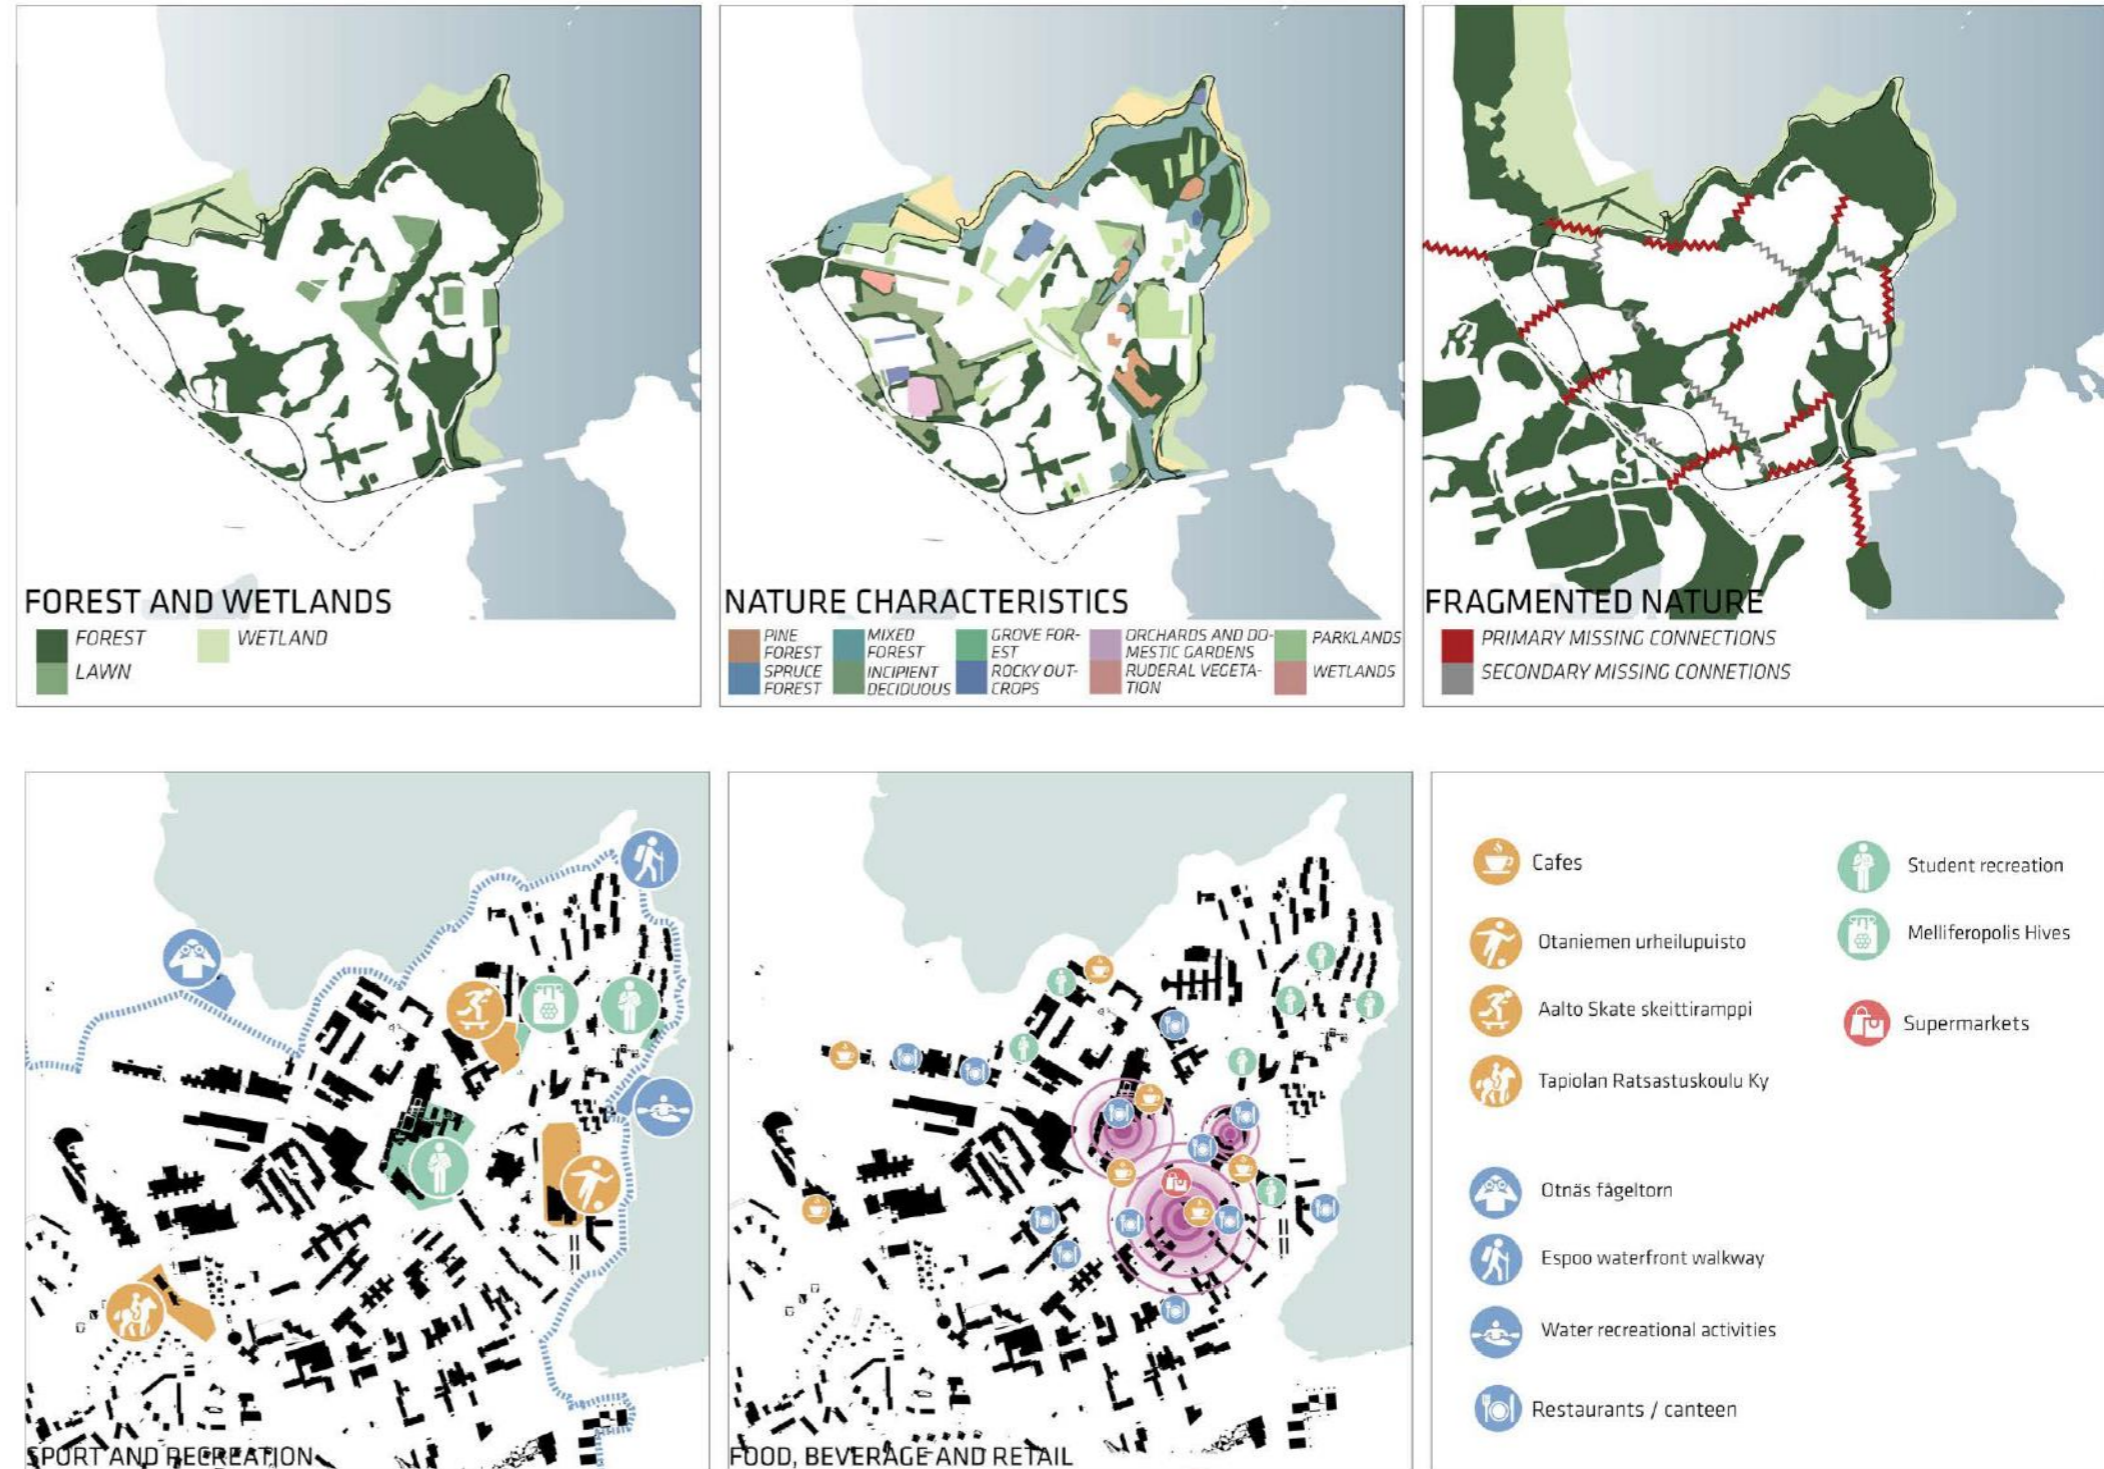 FOREST AND WETLANDS
FOREST
WETLAND
LAWN
NATURE CHARACTERISTICS
PINE
FOREST
SPRUCE
FOREST
MIXED
FOREST
INCIPIENT
DECIDUOUS
GROVE FOR-
EST
ROCKY OUT-
CROPS
ORCHARDS AND DO-
MESTIC GARDENS
RUDERAL VEGETA-
TION
PARKLANDS
WETLANDS
FRAGMENTED NATURE
PRIMARY MISSING CONNECTIONS
SECONDARY MISSING CONNETIONS
SPORT AND RECREATION
FOOD, BEVERAGE AND RETAIL
Cafes
Otaniemen urheilupuisto
Aalto Skate skeittiramppi
Tapiolan Ratsastuskoulu Ky
Otnäs fågeltorn
Espoo waterfront walkway
Water recreational activities
Restaurants / canteen
Student recreation
Melliferopolis Hives
Supermarkets